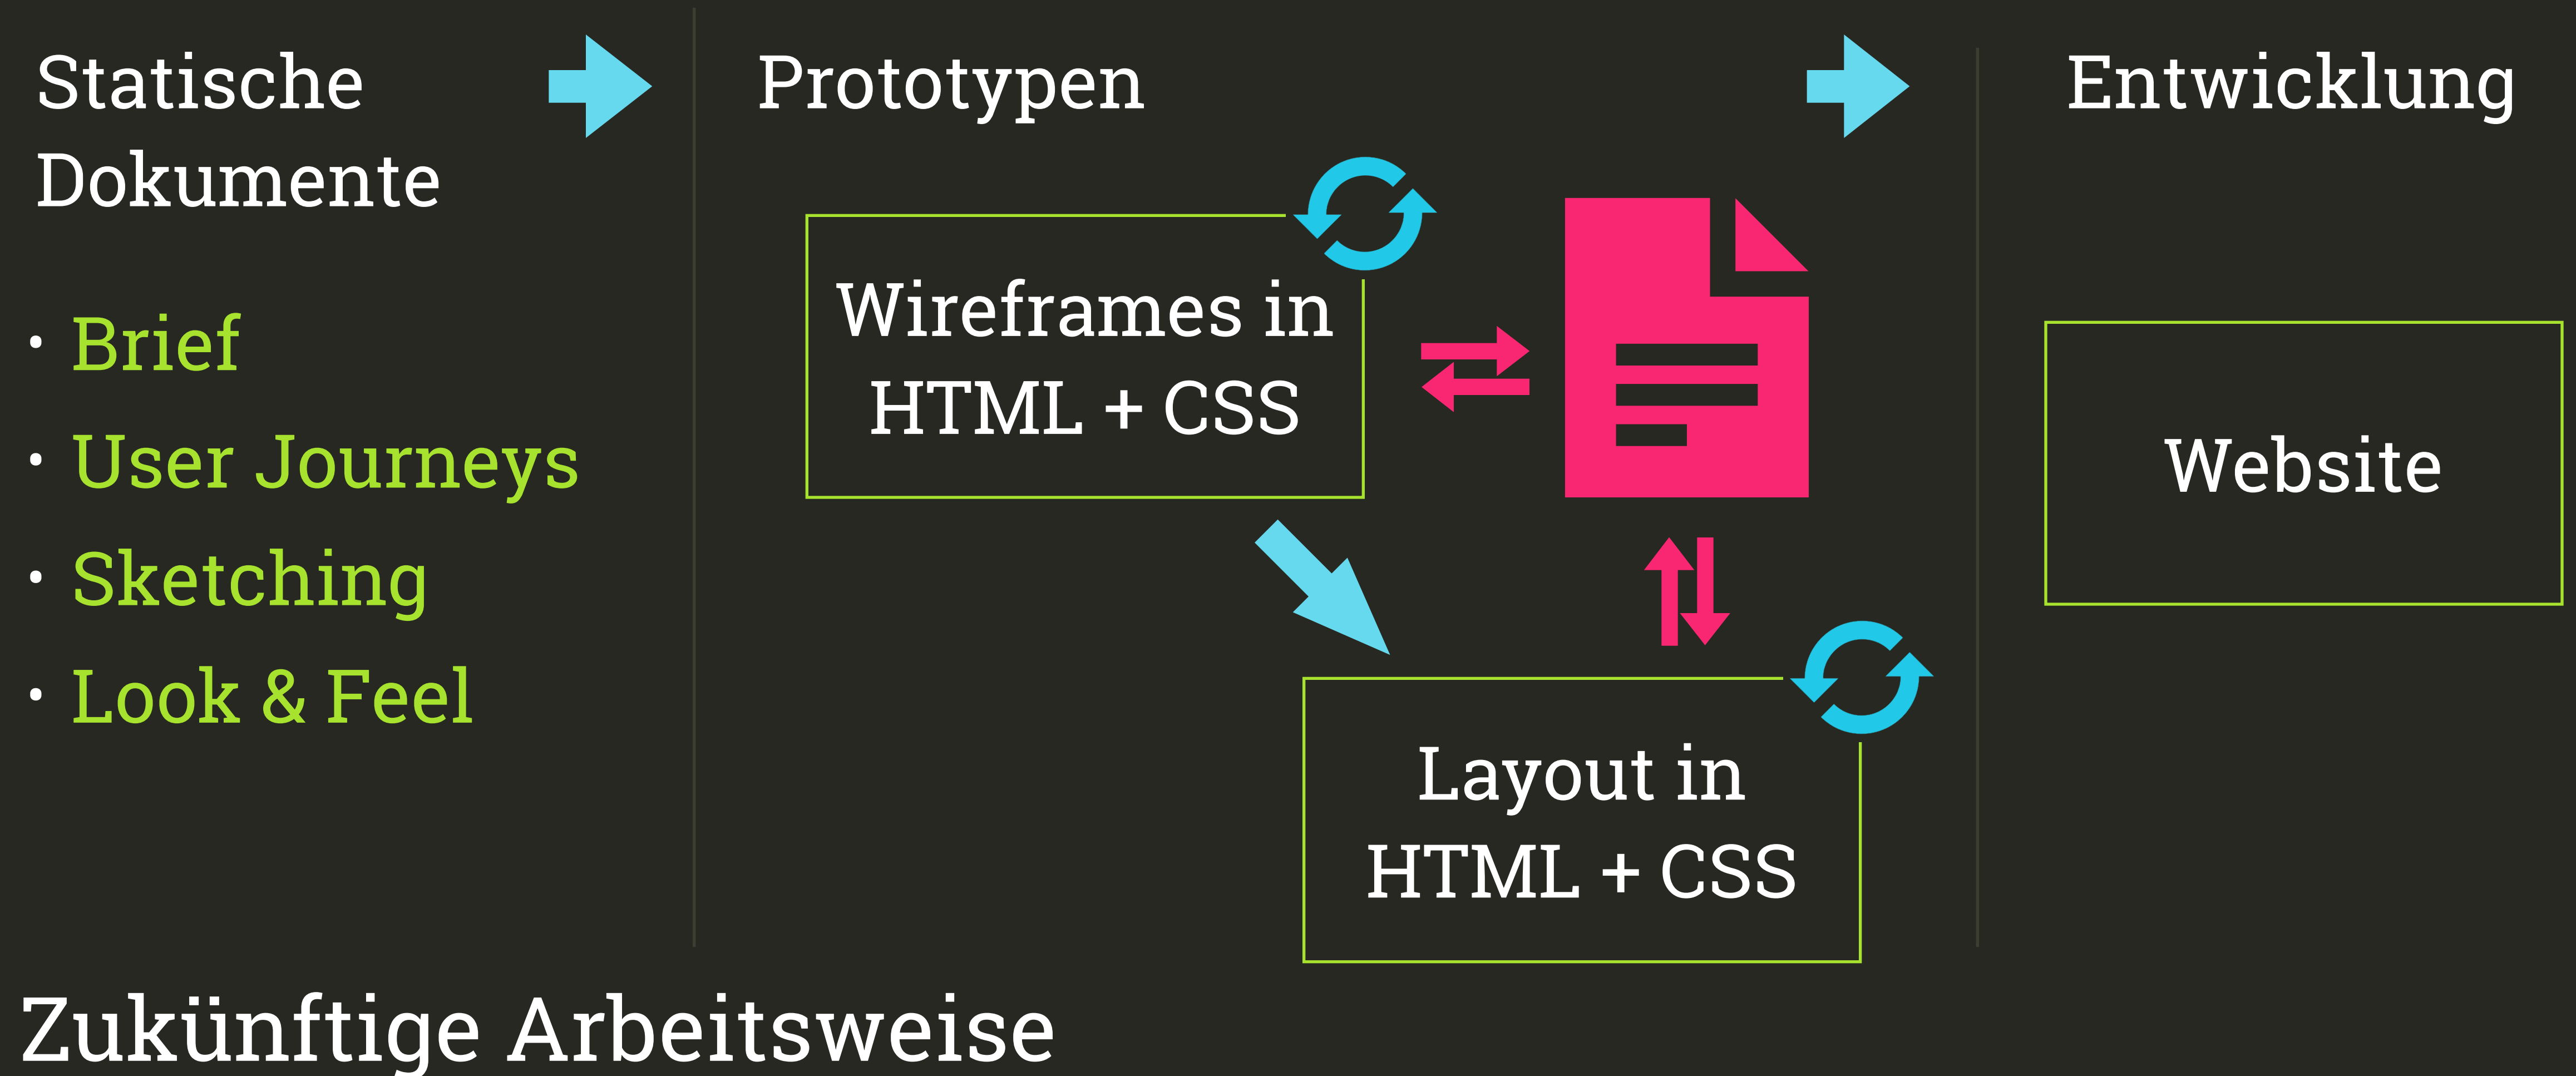 Statische
Dokumente
• Brief
• User Journeys
• Sketching
• Look & Feel
Prototypen
Wireframes in
HTML + CSS
Layout in
HTML + CSS
Entwicklung
Website
Zukünftige Arbeitsweise